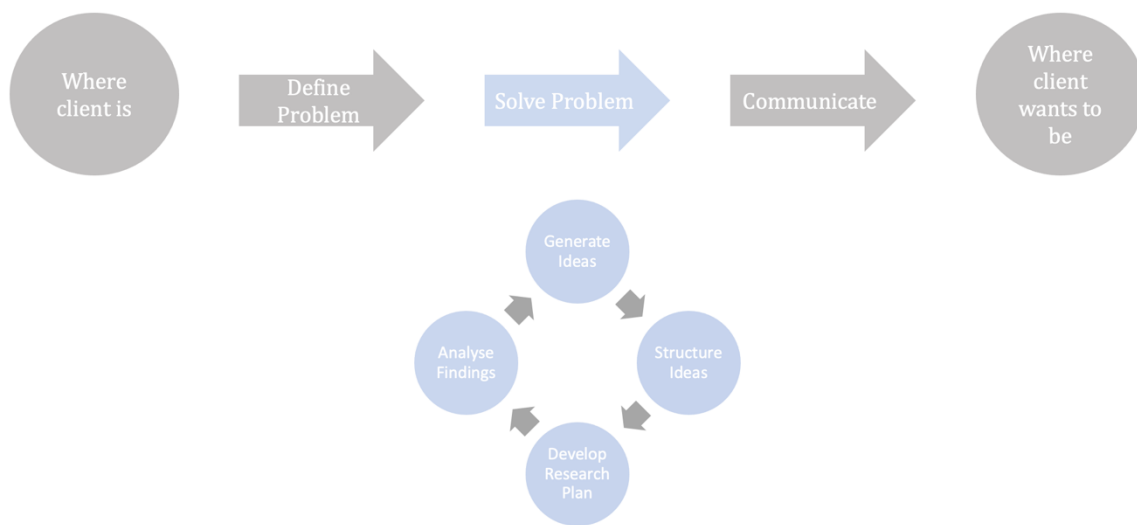 Where
client is
Define
Problem
Solve Problem
Communicate
Where
client
wants to
be
Generate
Ideas
Analyse
Findings
Structure
Ideas
Develop
Research
Plan